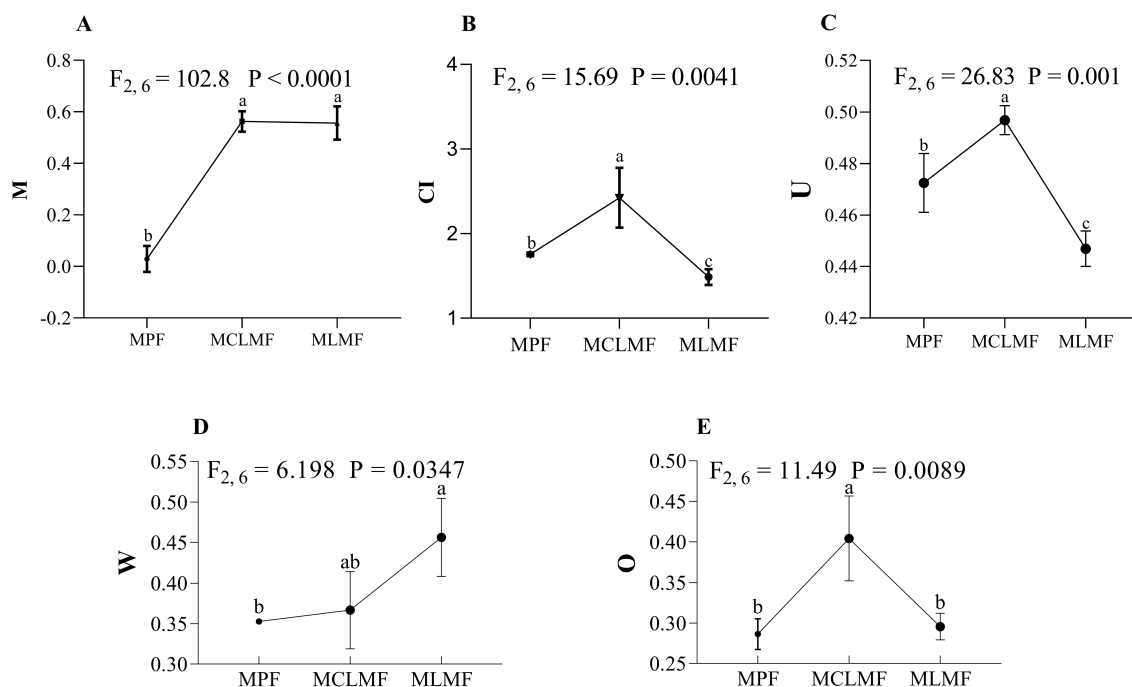 A
F2, 6 = 102.8 P < 0.0001
M
0.8
0.6
0.4
0.2
0.0
-0.2
b
a
a
MPF MCLMF MLMF
B
F2, 6 = 15.69 P = 0.0041
CI
4
3
2
1
b
a
c
MPF MCLMF MLMF
C
F2, 6 = 26.83 P = 0.001
U
0.52
0.50
0.48
0.46
0.44
0.42
b
a
c
MPF MCLMF MLMF
D
F2, 6 = 6.198 P = 0.0347
W
0.55
0.50
0.45
0.40
0.35
0.30
b
ab
a
MPF MCLMF MLMF
E
F2, 6 = 11.49 P = 0.0089
O
0.50
0.45
0.40
0.35
0.30
0.25
b
a
b
MPF MCLMF MLMF